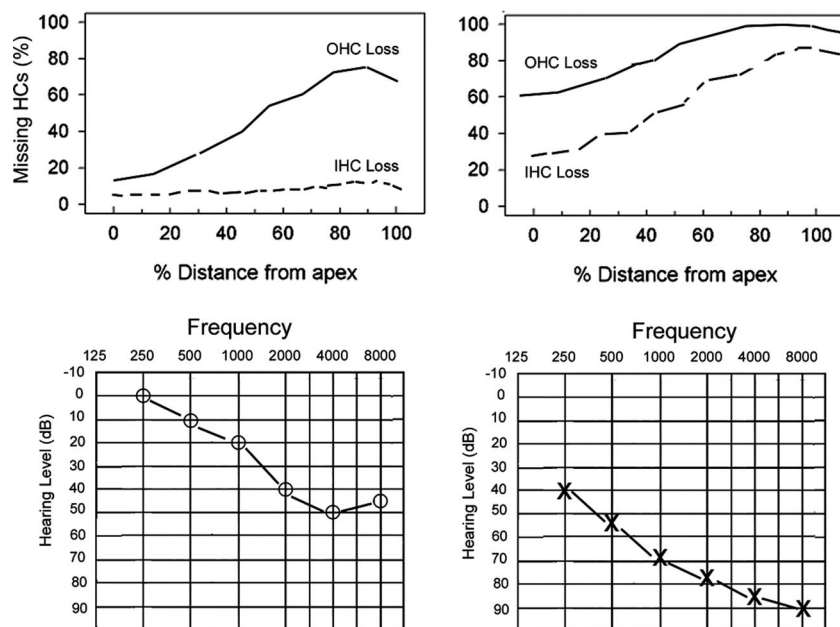 Missing HCs (%)
100
80
60
40
20
0
OHC Loss
IHC Loss
0 20 40 60 80 100
% Distance from apex
100
80
60
40
20
0
OHC Loss
IHC Loss
0 20 40 60 80 100
% Distance from apex
Frequency
125 250 500 1000 2000 4000 8000
Hearing Level (dB)
-10
0
10
20
30
40
50
60
70
80
90
Frequency
125 250 500 1000 2000 4000 8000
Hearing Level (dB)
-10
0
10
20
30
40
50
60
70
80
90